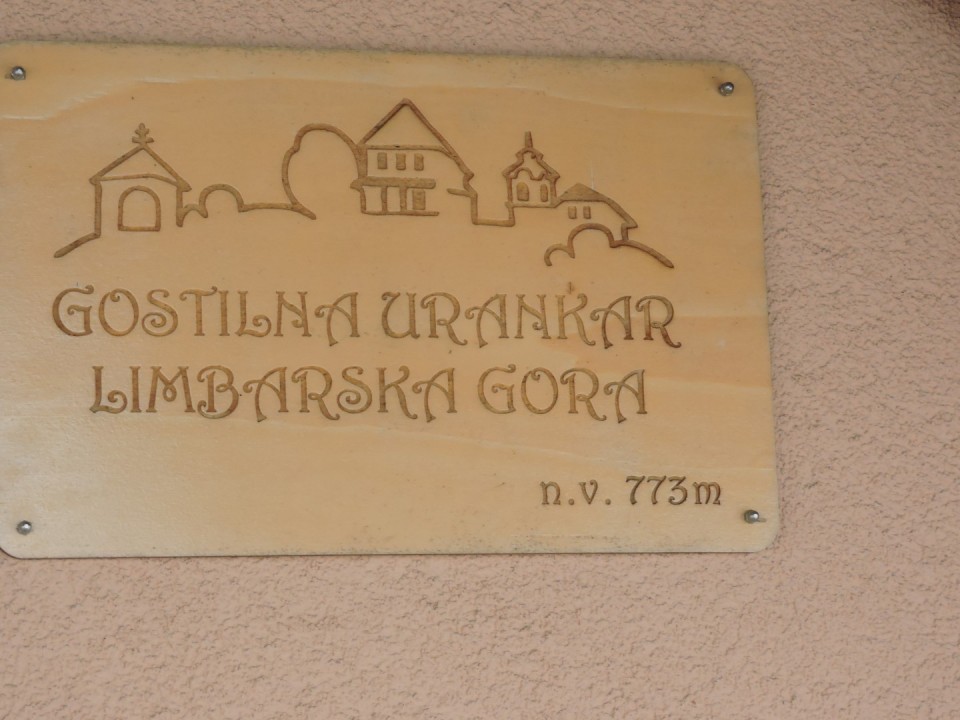 GOSTILNA URANKAR
LIMBARSKA GORA
n.v. 773m